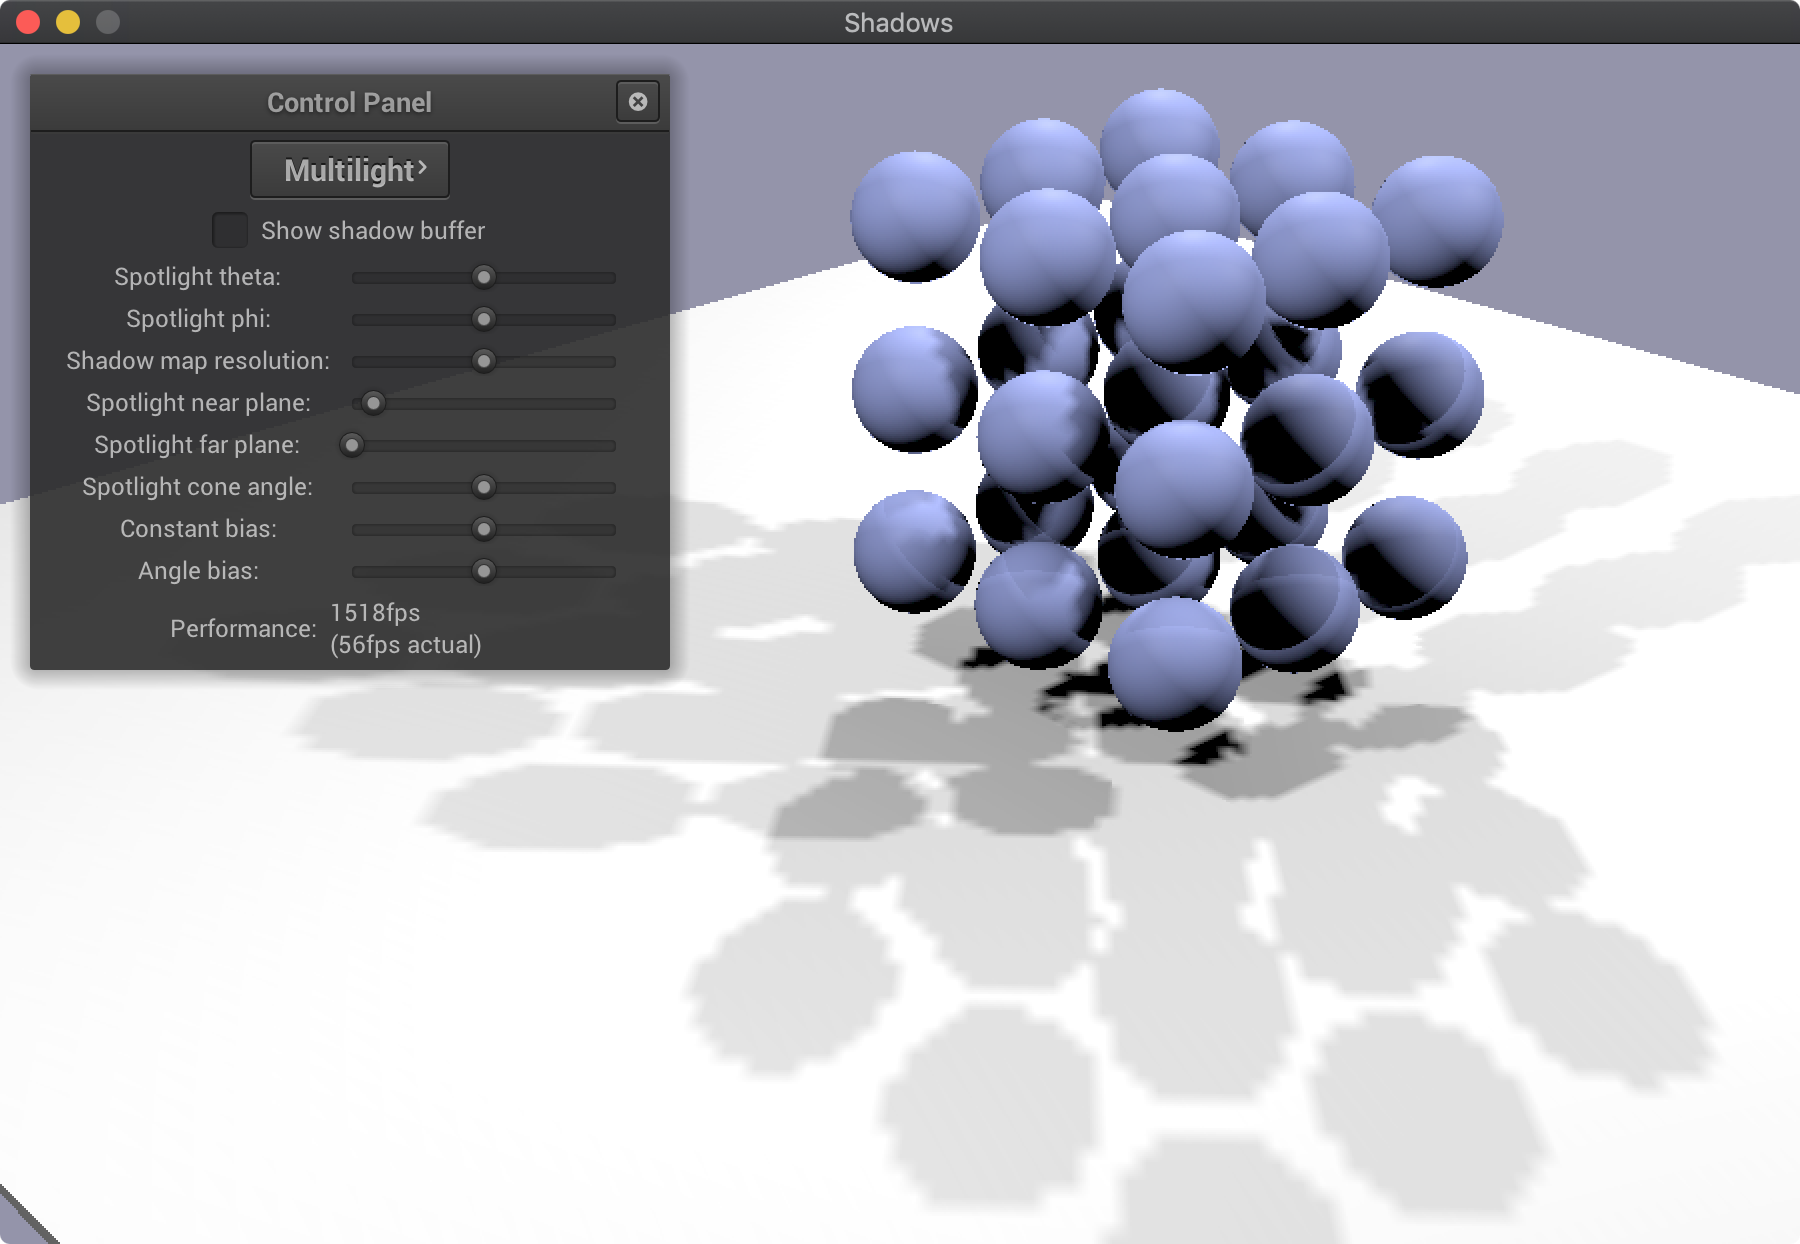 Shadows
Control Panel
Multilight›
Show shadow buffer
Spotlight theta:
Spotlight phi:
Shadow map resolution:
Spotlight near plane:
Spotlight far plane:
Spotlight cone angle:
Constant bias:
Angle bias:
Performance: 1518fps
(56fps actual)